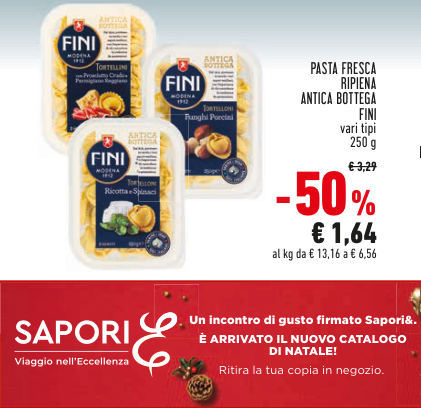 ANTICA
BOTTEGA
FINI
MODENA
1912
TORTELLINI
con Prosciutto Crudo e
Parmigiano Reggiano
ANTICA
BOTTEGA
FINI
MODENA
1912
TORTELLONI
Funghi Porcini
ANTICA
BOTTEGA
FINI
MODENA
1912
TORTELLONI
Ricotta e Spinaci
PASTA FRESCA
RIPIENA
ANTICA BOTTEGA
FINI
vari tipi
250 g
€ 3,29
-50%
€ 1,64
al kg da € 13,16 a € 6,56
SAPORI &
Viaggio nell'Eccellenza
Un incontro di gusto firmato Sapori&.
È ARRIVATO IL NUOVO CATALOGO
DI NATALE!
Ritira la tua copia in negozio.